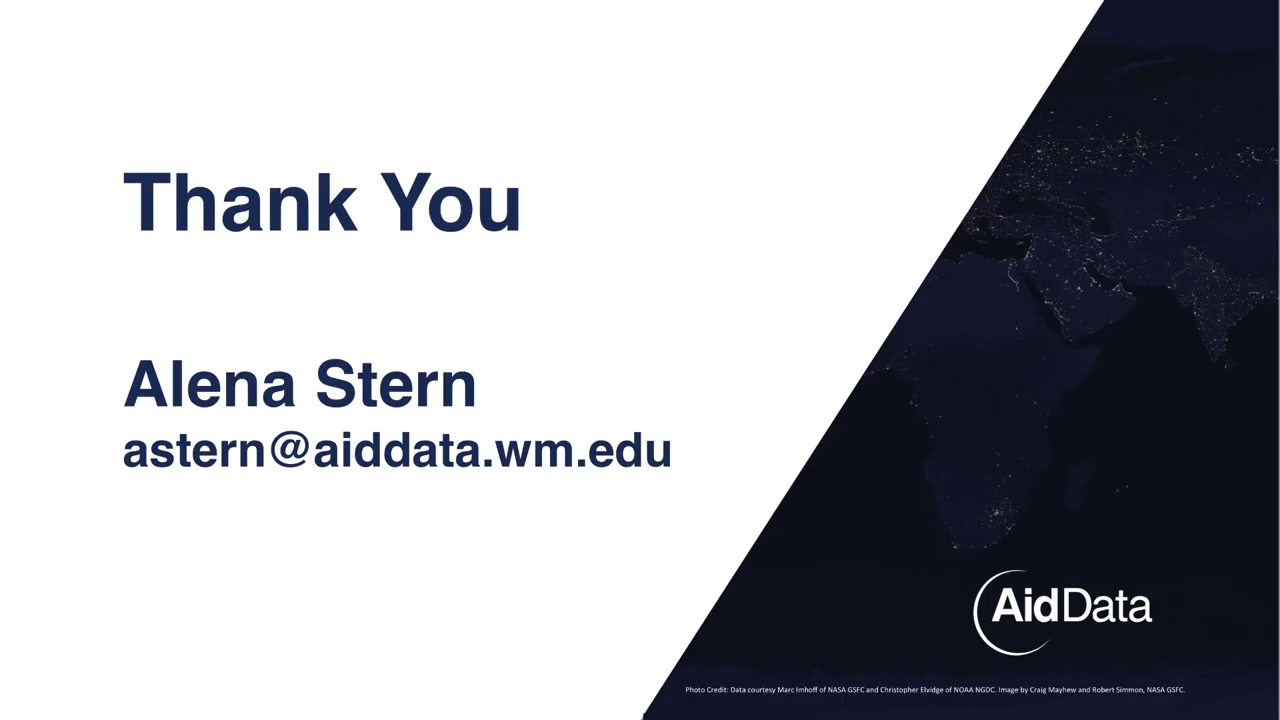 Thank You
Alena Stern
astern@aiddata.wm.edu
AidData
Photo Credit: Data courtesy Marc Imhoff of NASA GSFC and Christopher Elvidge of NOAA NGDC. Image by Craig Mayhew and Robert Simmon, NASA GSFC.